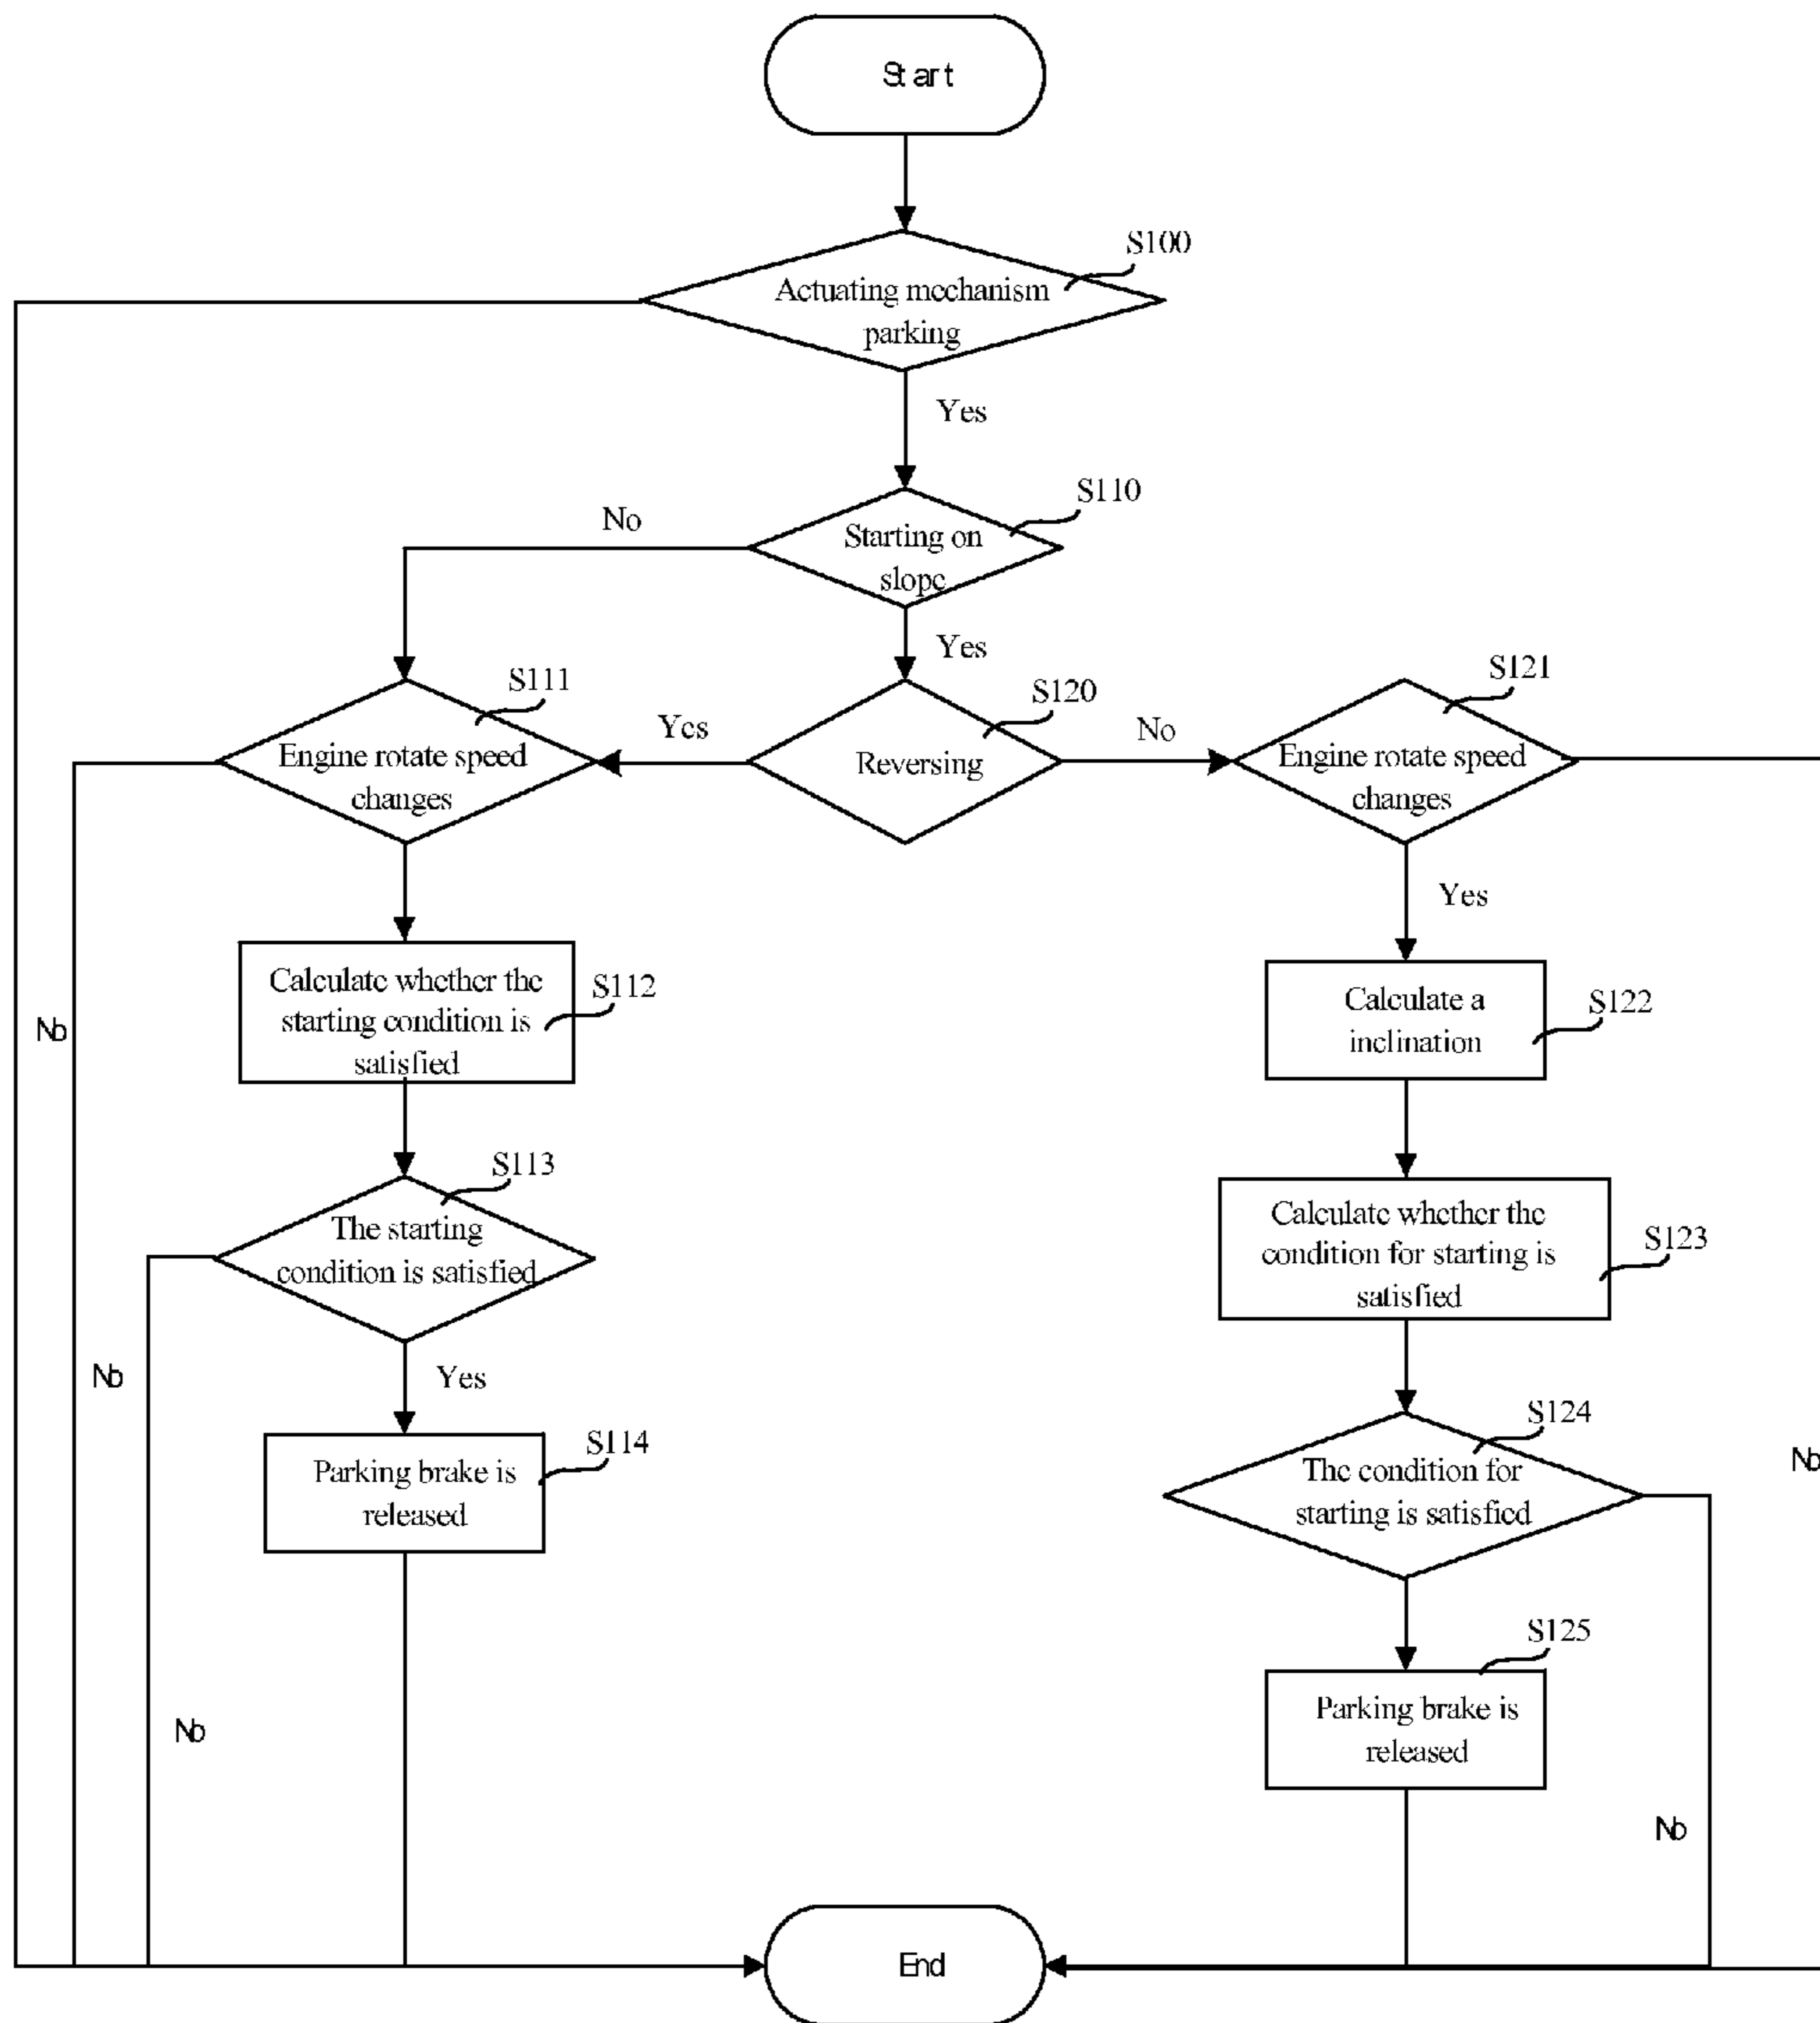 Start
S100
Actuating mechanism
parking
Yes
S110
No
Starting on
slope
Yes
S111
S120
S121
Yes
No
Engine rotate speed
changes
Reversing
Engine rotate speed
changes
Yes
Calculate whether the
starting condition is
satisfied
S112
Calculate a
inclination
S122
No
S113
The starting
condition is satisfied
Calculate whether the
condition for starting is
satisfied
S123
No
Yes
S124
S114
Parking brake is
released
The condition for
starting is satisfied
No
S125
No
Parking brake is
released
No
End